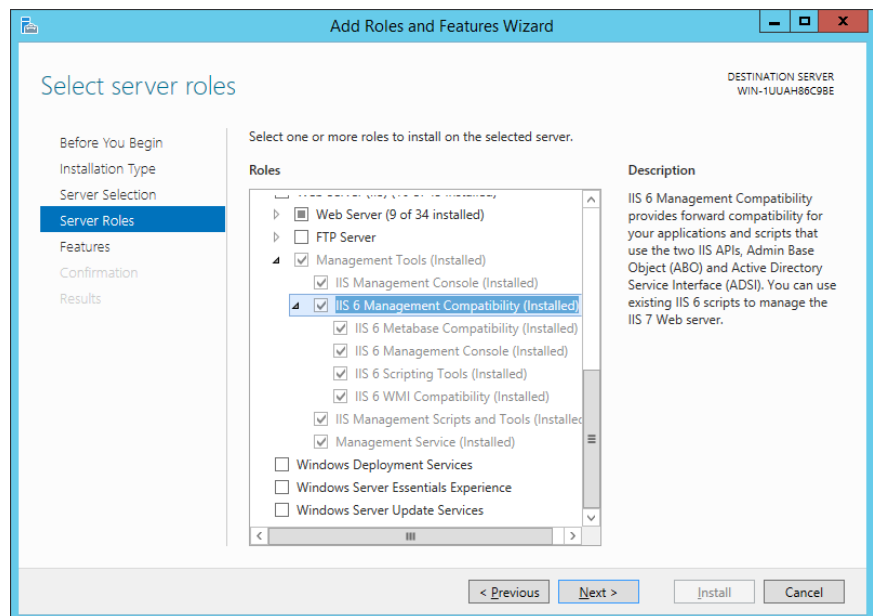 Add Roles and Features Wizard
Select server roles
DESTINATION SERVER
WIN-1UUAH86C9BE
Before You Begin
Installation Type
Server Selection
Server Roles
Features
Confirmation
Results
Select one or more roles to install on the selected server.
Roles
Web Server (9 of 34 installed)
FTP Server
Management Tools (Installed)
IIS Management Console (Installed)
IIS 6 Management Compatibility (Installed)
IIS 6 Metabase Compatibility (Installed)
IIS 6 Management Console (Installed)
IIS 6 Scripting Tools (Installed)
IIS 6 WMI Compatibility (Installed)
IIS Management Scripts and Tools (Installed
Management Service (Installed)
Windows Deployment Services
Windows Server Essentials Experience
Windows Server Update Services
Description
IIS 6 Management Compatibility
provides forward compatibility for
your applications and scripts that
use the two IIS APIs, Admin Base
Object (ABO) and Active Directory
Service Interface (ADSI). You can use
existing IIS 6 scripts to manage the
IIS 7 Web server.
< Previous
Next >
Install
Cancel